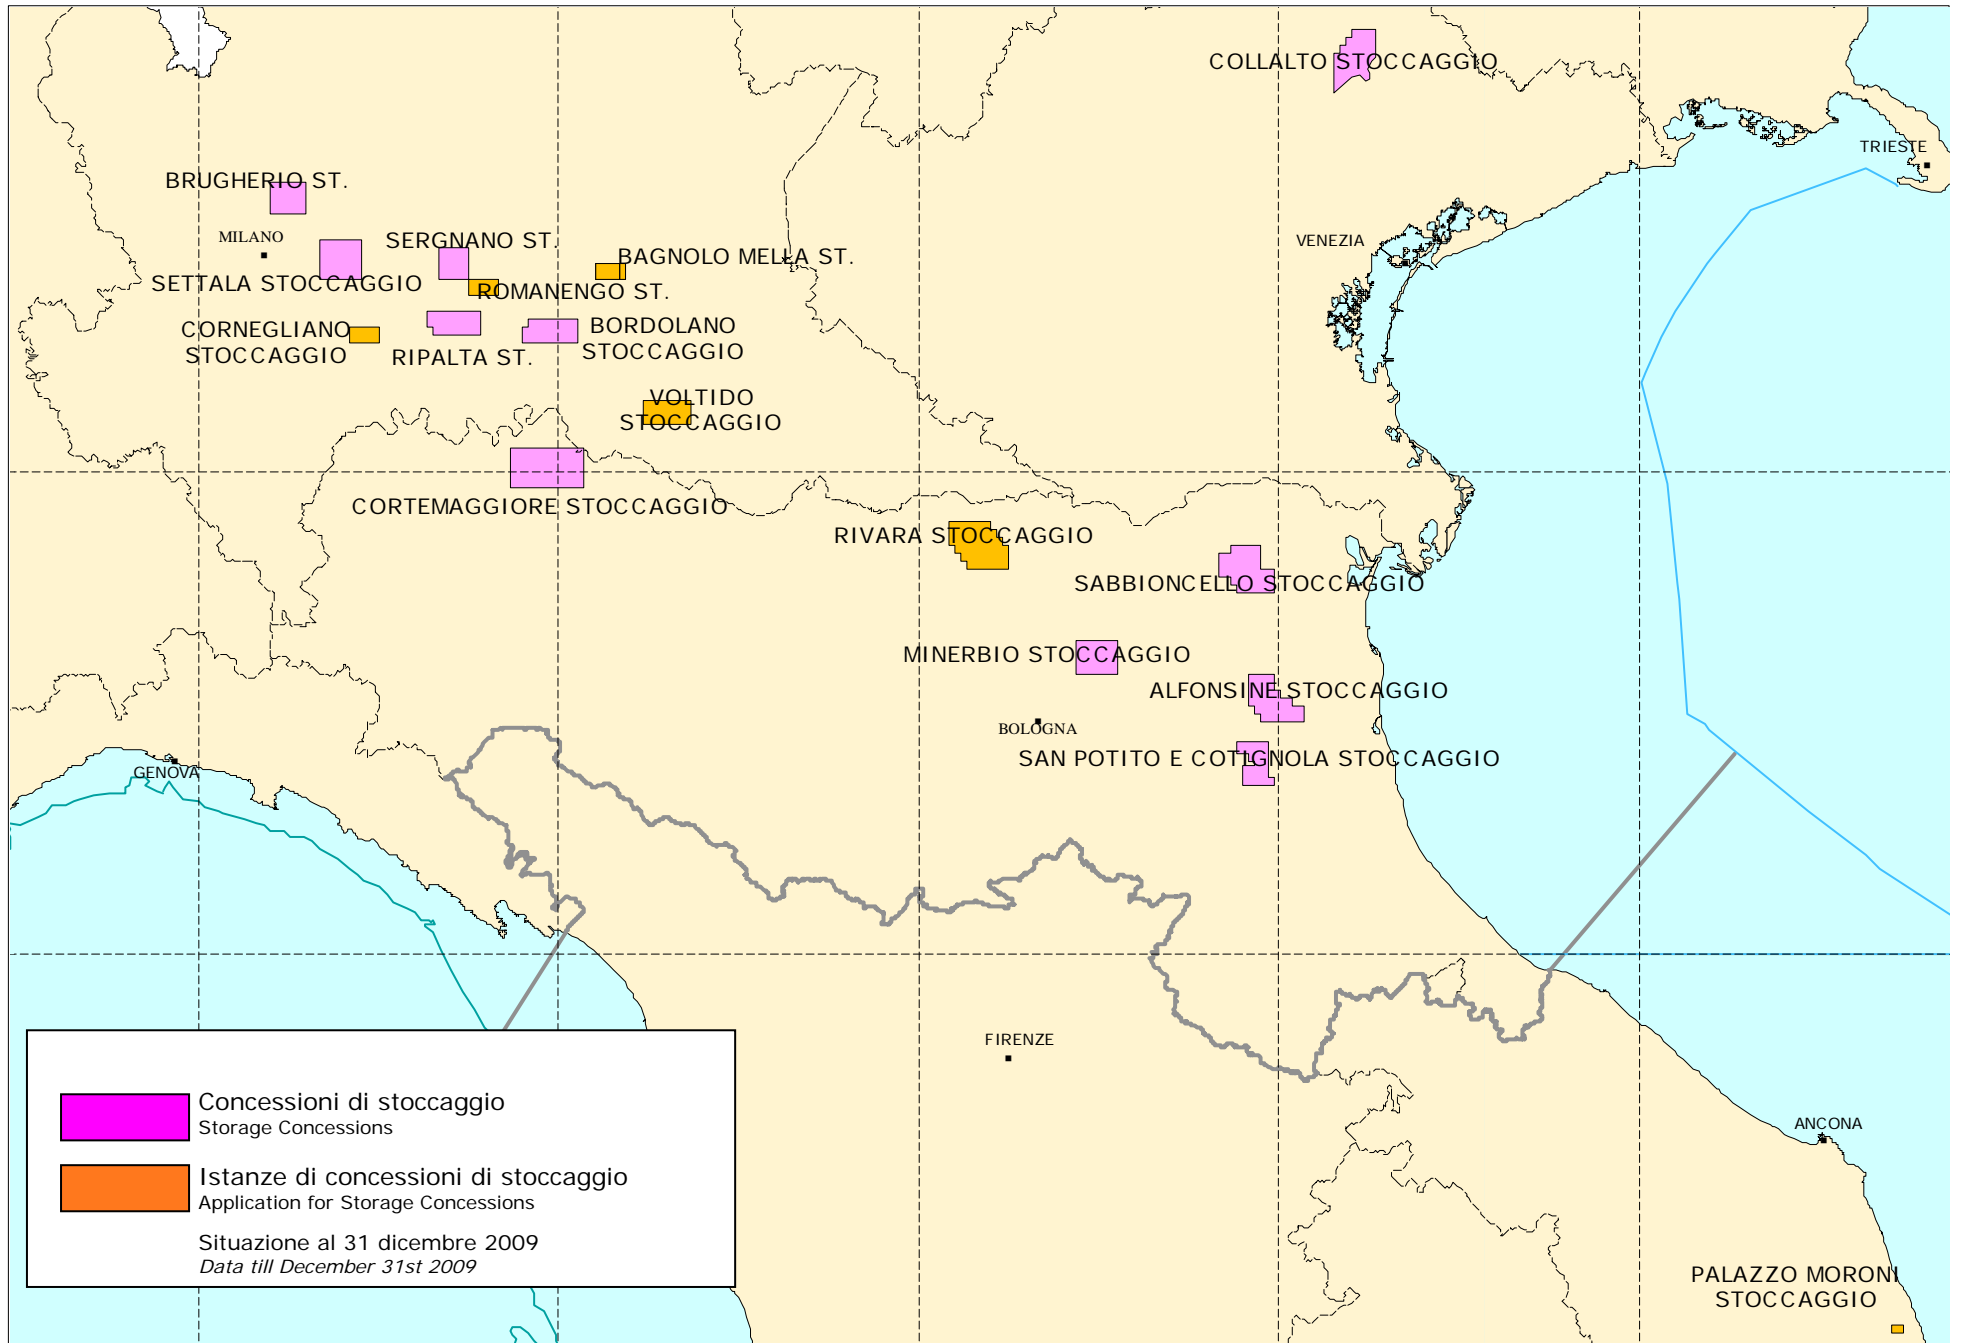 COLLALTO STOCCAGGIO
TRIESTE
BRUGHERIO ST.
MILANO
SERGNANO ST.
VENEZIA
BAGNOLO MELLA ST.
SETTALA STOCCAGGIO
ROMANENGO ST.
CORNEGLIANO
STOCCAGGIO
BORDOLANO
STOCCAGGIO
RIPALTA ST.
VOLTIDO
STOCCAGGIO
CORTEMAGGIORE STOCCAGGIO
RIVARA STOCCAGGIO
SABBIONCELLO STOCCAGGIO
MINERBIO STOCCAGGIO
ALFONSINE STOCCAGGIO
BOLOGNA
SAN POTITO E COTIGNOLA STOCCAGGIO
GENOVA
FIRENZE
ANCONA
Concessioni di stoccaggio
Storage Concessions
Istanze di concessioni di stoccaggio
Application for Storage Concessions
Situazione al 31 dicembre 2009
Data till December 31st 2009
PALAZZO MORONI
STOCCAGGIO